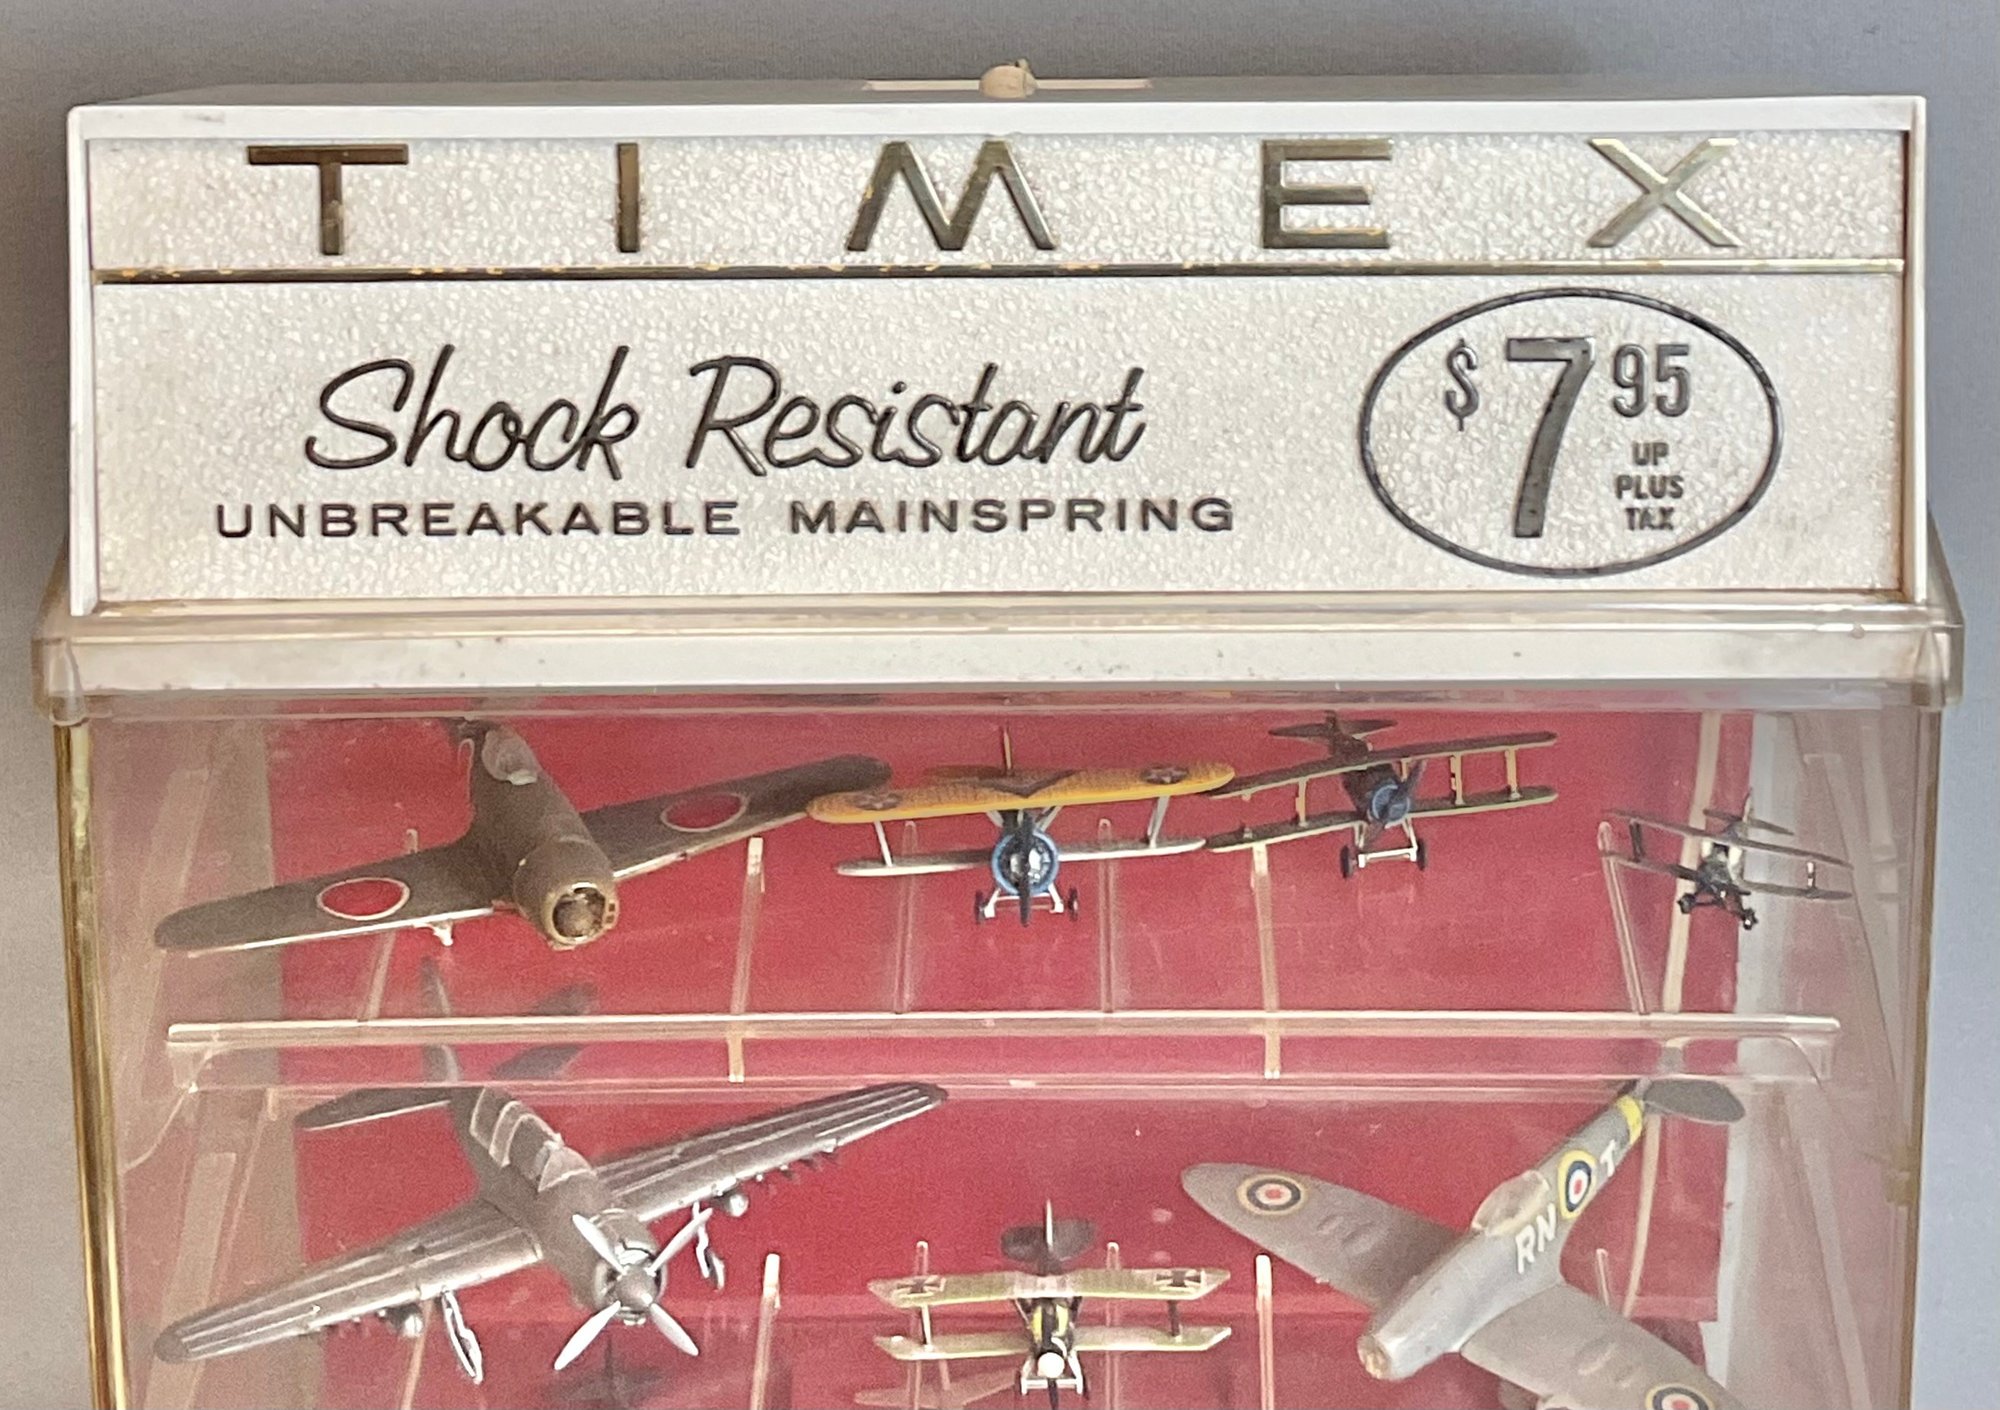 TIMEX
Shock Resistant
UNBREAKABLE MAINSPRING
$7 95
UP
PLUS
TAX
RN
T